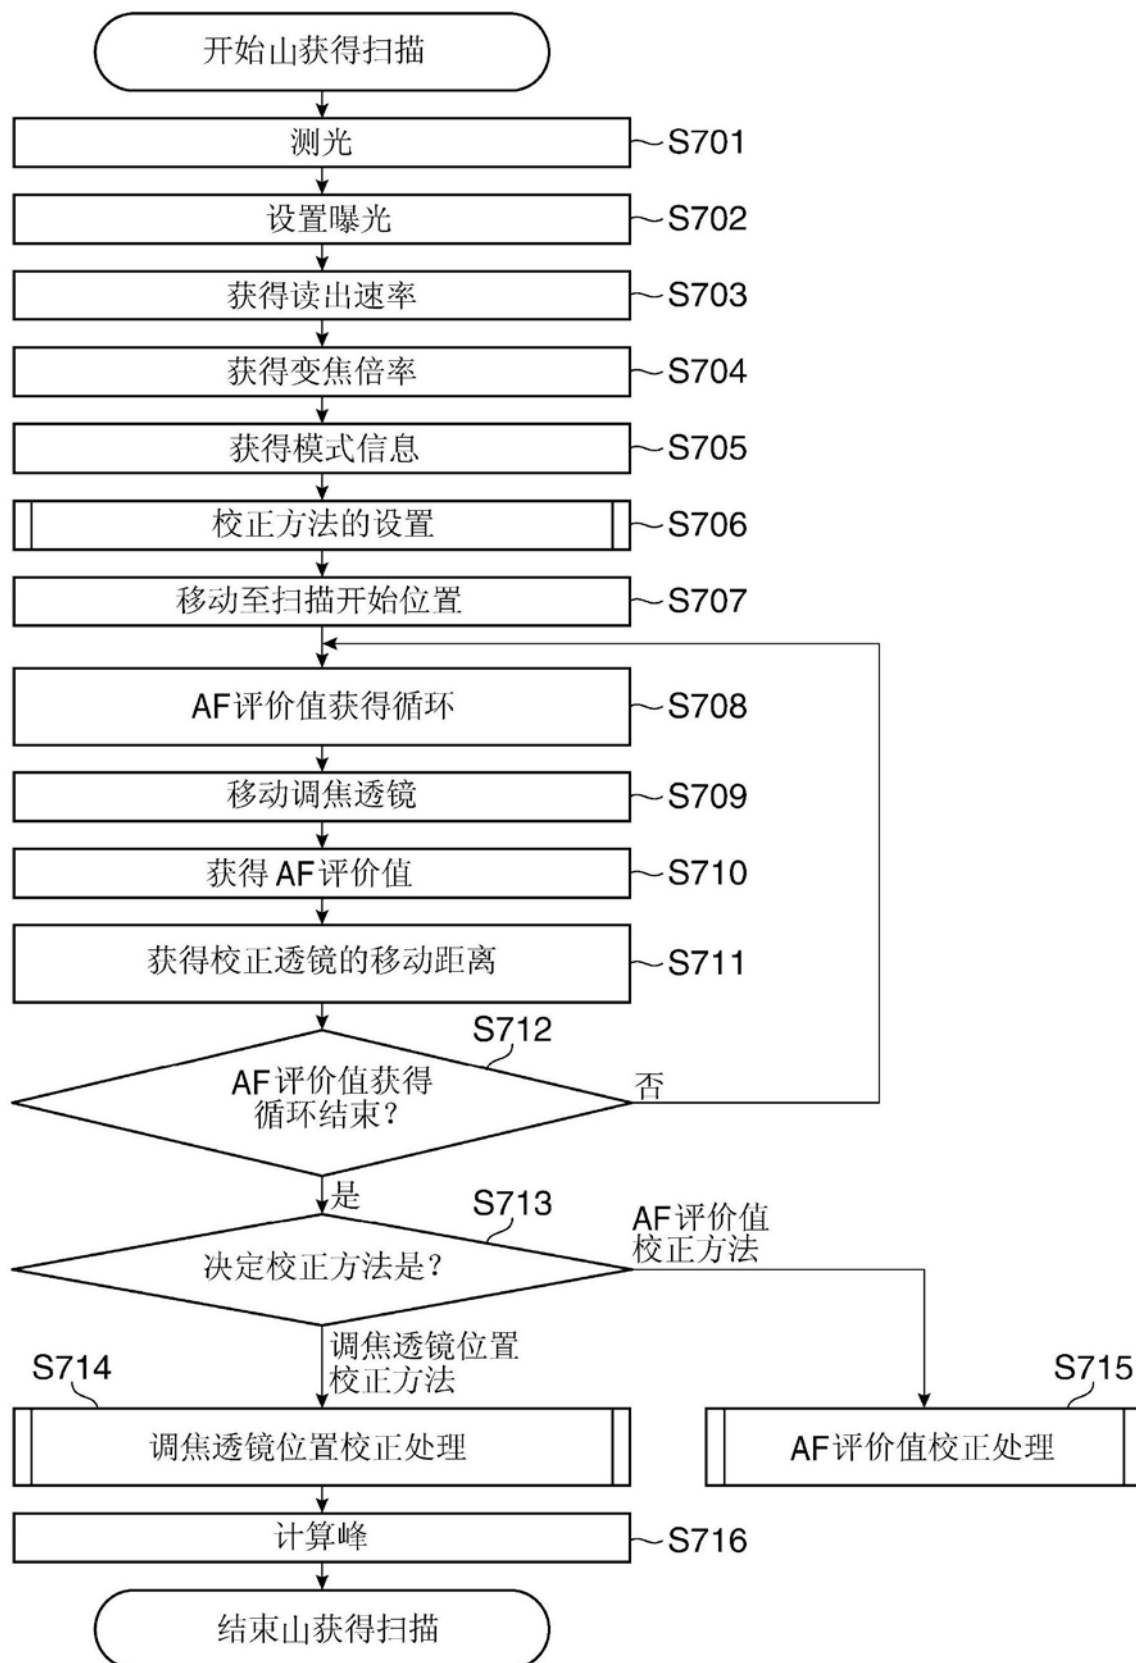 开始山获得扫描
测光
S701
设置曝光
S702
获得读出速率
S703
获得变焦倍率
S704
获得模式信息
S705
校正方法的设置
S706
移动至扫描开始位置
S707
AF评价值获得循环
S708
移动调焦透镜
S709
获得AF评价值
S710
获得校正透镜的移动距离
S711
S712
AF评价值获得
循环结束？
否
是
S713
决定校正方法是？
AF评价值
校正方法
调焦透镜位置
校正方法
S714
调焦透镜位置校正处理
S715
AF评价值校正处理
计算峰
S716
结束山获得扫描